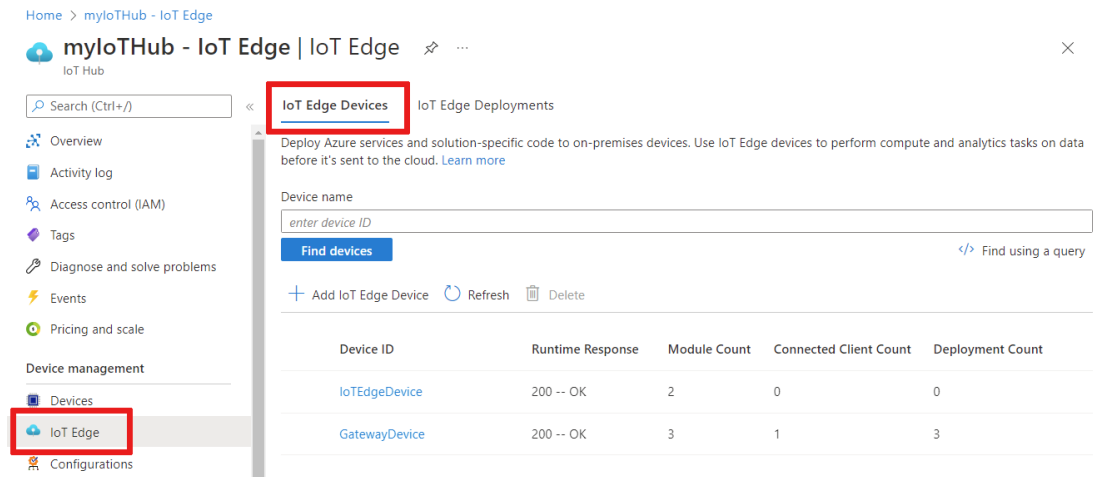 Home > myIoTHub - IoT Edge
myIoTHub - IoT Edge | IoT Edge
IoT Hub
Search (Ctrl+/)
Overview
Activity log
Access control (IAM)
Tags
Diagnose and solve problems
Events
Pricing and scale
Device management
Devices
IoT Edge
Configurations
IoT Edge Devices IoT Edge Deployments
Deploy Azure services and solution-specific code to on-premises devices. Use IoT Edge devices to perform compute and analytics tasks on data
before it's sent to the cloud. Learn more
Device name
enter device ID
Find devices
Find using a query
Add IoT Edge Device Refresh Delete
Device ID Runtime Response Module Count Connected Client Count Deployment Count
IoTEdgeDevice 200 -- OK 2 0 0
GatewayDevice 200 -- OK 3 1 3